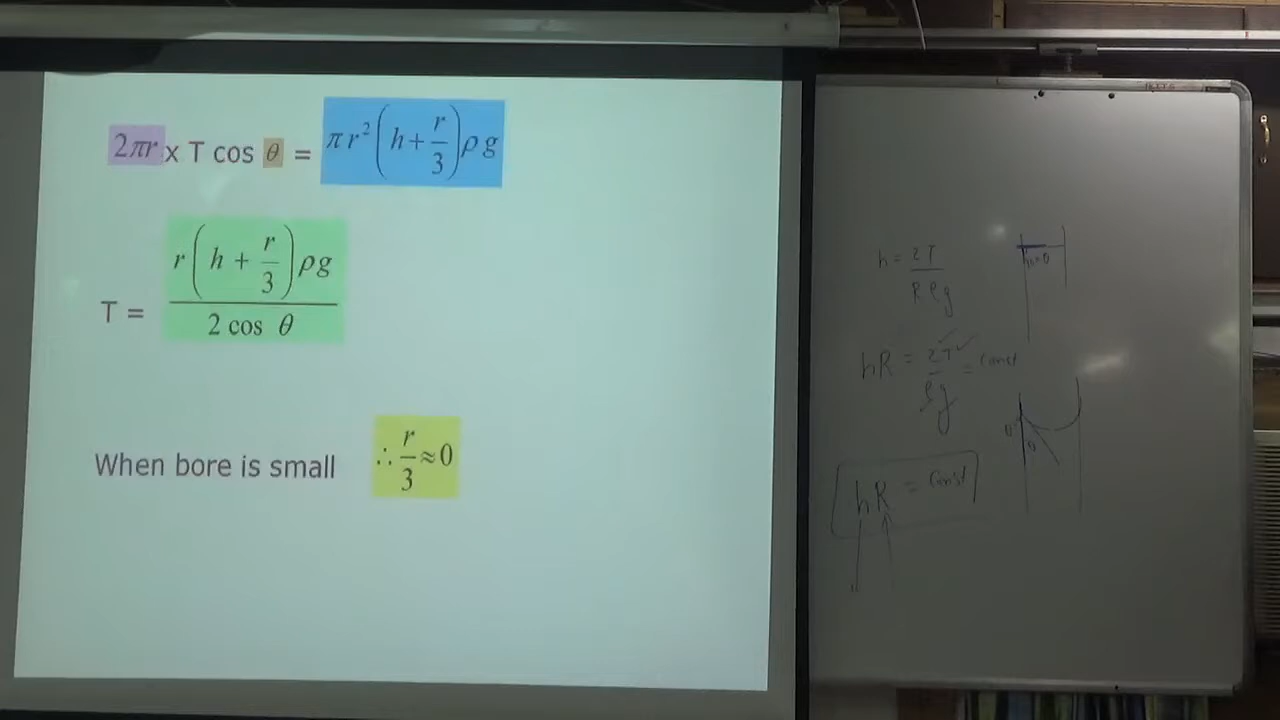 2πr x T cos θ = πr²(h + r/3)ρg
T = r(h + r/3)ρg / 2 cos θ
When bore is small ∴ r/3 ≈ 0
h = 2T / Rρg
hR = 2T / ρg = Const
hR = Const
θ